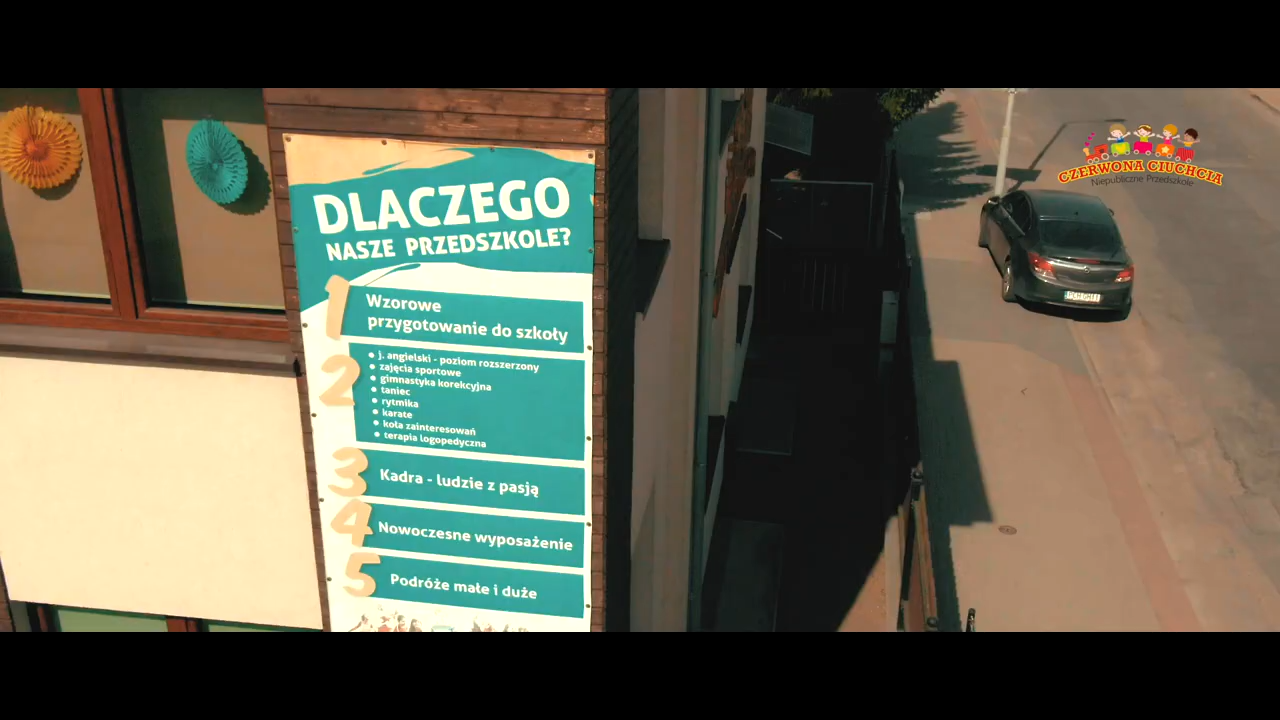 DLACZEGO
NASZE PRZEDSZKOLE?
1
Wzorowe
przygotowanie do szkoły
2
j. angielski - poziom rozszerzony
zajęcia sportowe
gimnastyka korekcyjna
taniec
rytmika
karate
koła zainteresowań
terapia logopedyczna
3
Kadra - ludzie z pasją
4
Nowoczesne wyposażenie
5
Podróże małe i duże
CZERWONA CIUCHCIA
Niepubliczne Przedszkole